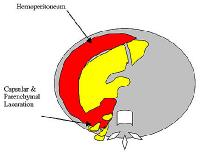 Hemoperitoneum
Capsular &
Parenchymal
Laceration